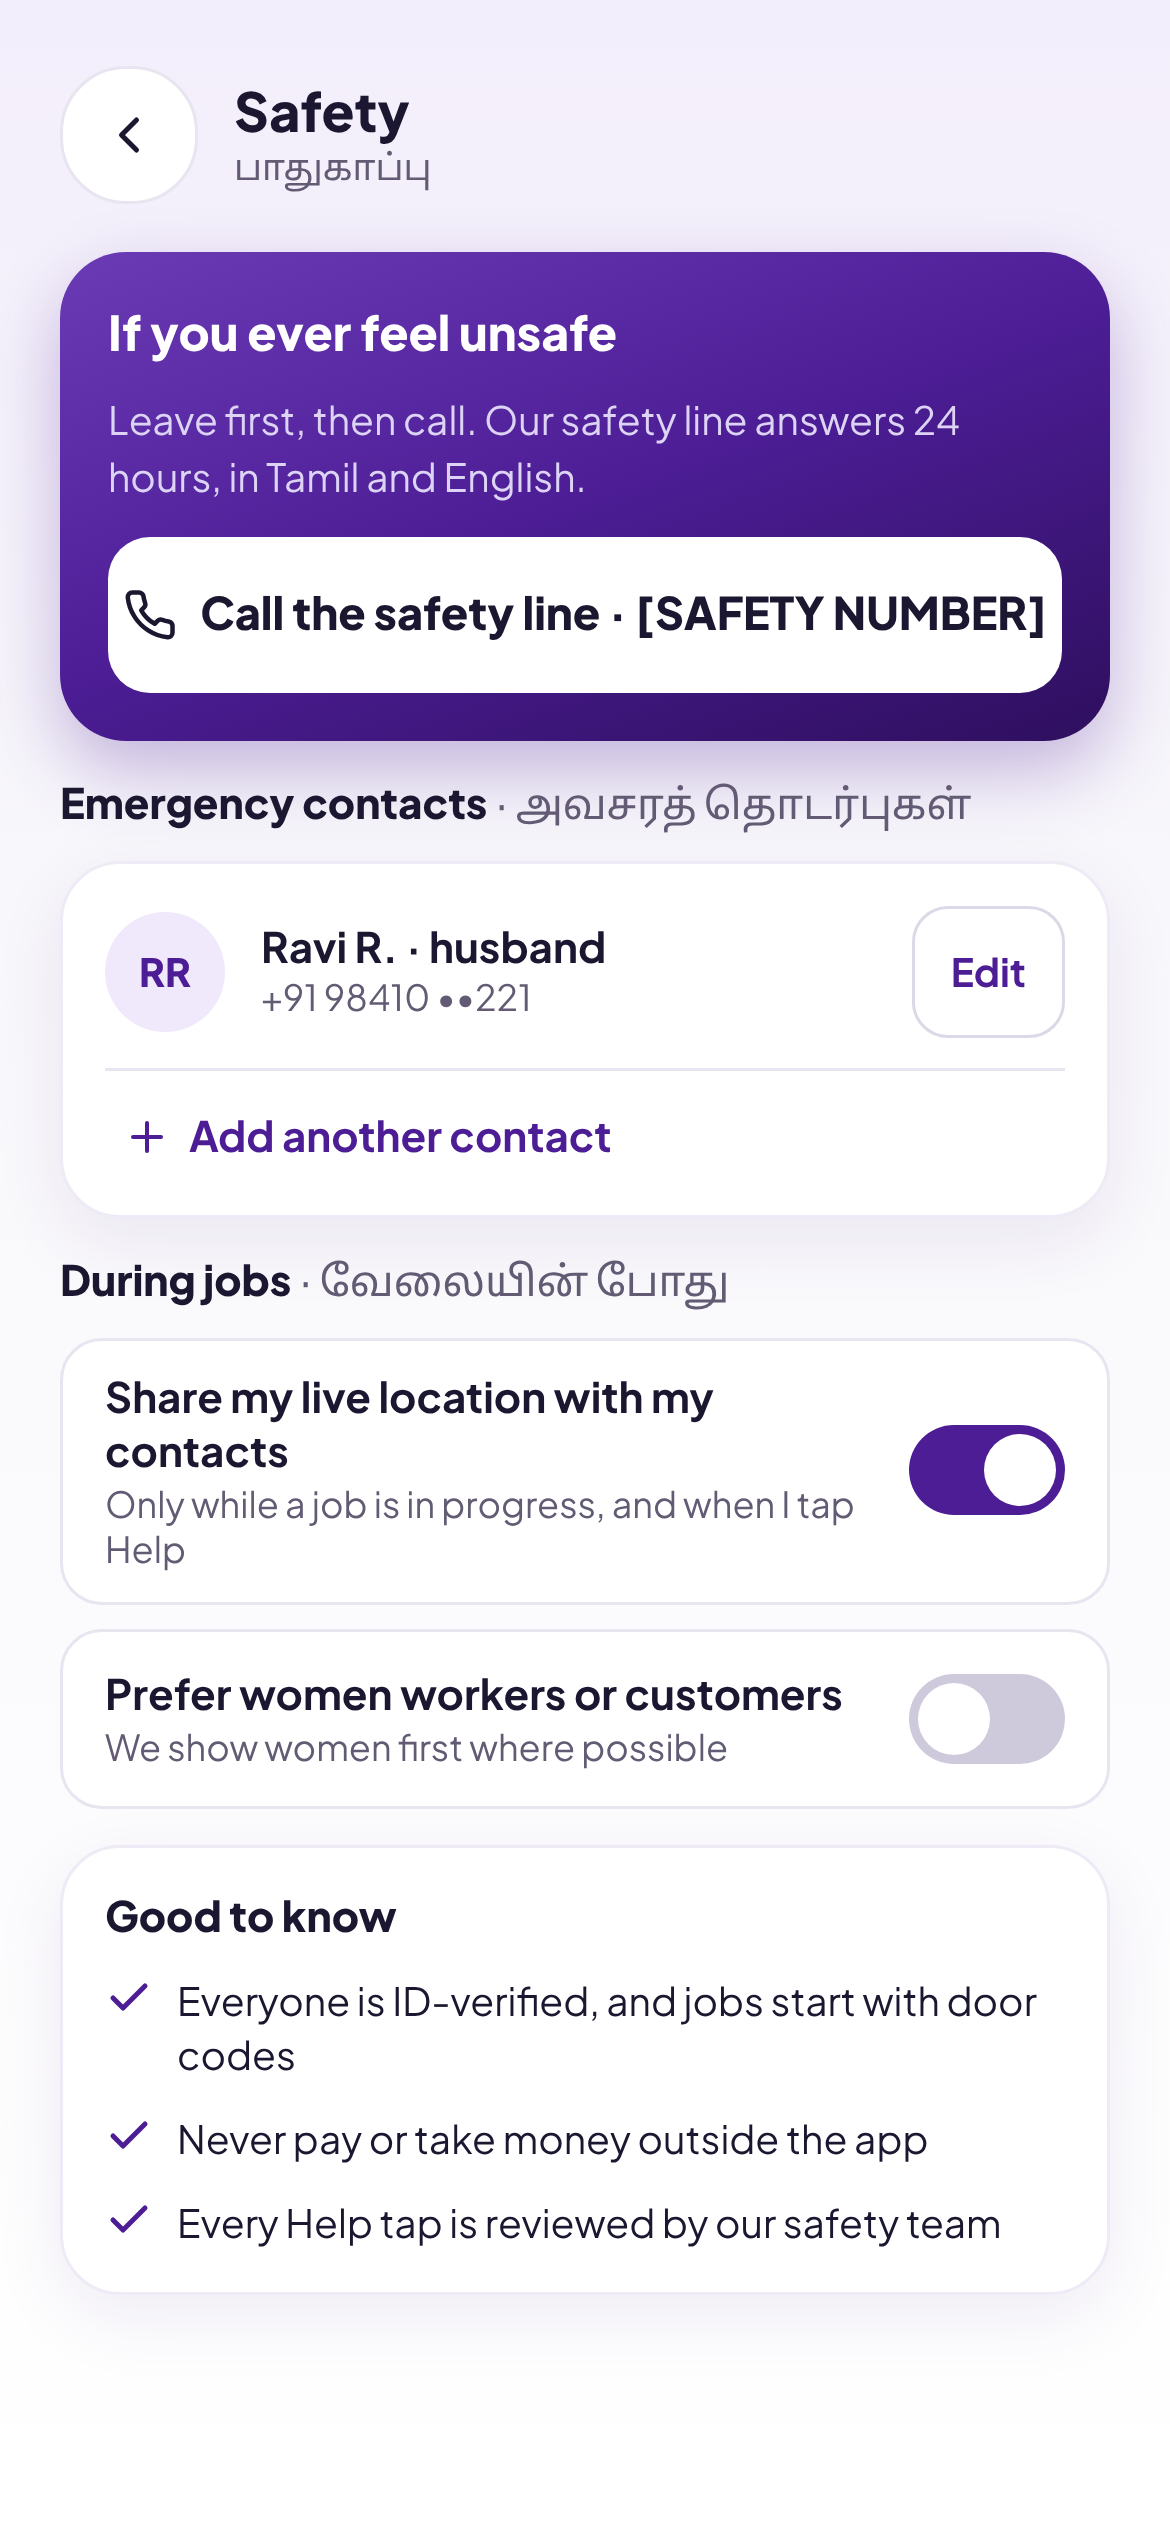 Safety
பாதுகாப்பு
If you ever feel unsafe
Leave first, then call. Our safety line answers 24
hours, in Tamil and English.
Call the safety line · [SAFETY NUMBER]
Emergency contacts · அவசரத் தொடர்புகள்
RR
Ravi R. · husband
+91 98410 ••221
Edit
+ Add another contact
During jobs · வேலையின் போது
Share my live location with my
contacts
Only while a job is in progress, and when I tap
Help
Prefer women workers or customers
We show women first where possible
Good to know
Everyone is ID-verified, and jobs start with door
codes
Never pay or take money outside the app
Every Help tap is reviewed by our safety team